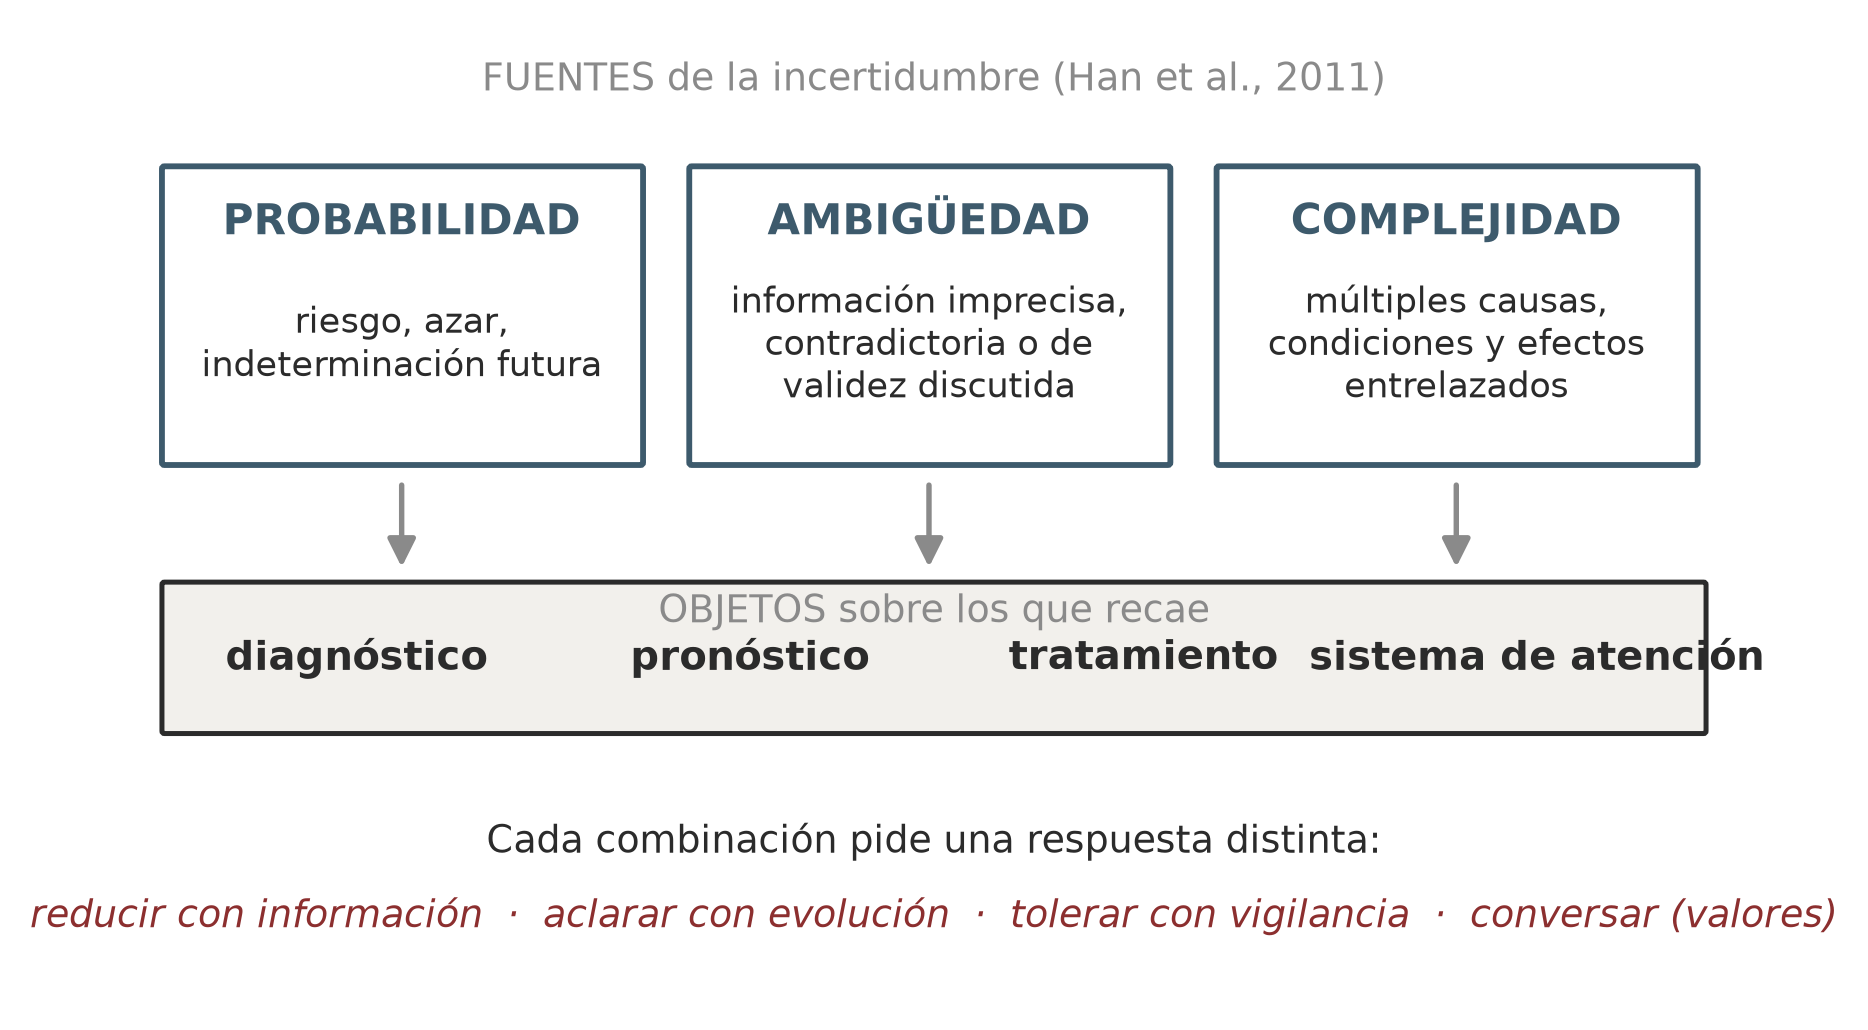 FUENTES de la incertidumbre (Han et al., 2011)
PROBABILIDAD
riesgo, azar,
indeterminación futura
AMBIGÜEDAD
información imprecisa,
contradictoria o de
validez discutida
COMPLEJIDAD
múltiples causas,
condiciones y efectos
entrelazados
OBJETOS sobre los que recae
diagnóstico pronóstico tratamiento sistema de atención
Cada combinación pide una respuesta distinta:
reducir con información · aclarar con evolución · tolerar con vigilancia · conversar (valores)